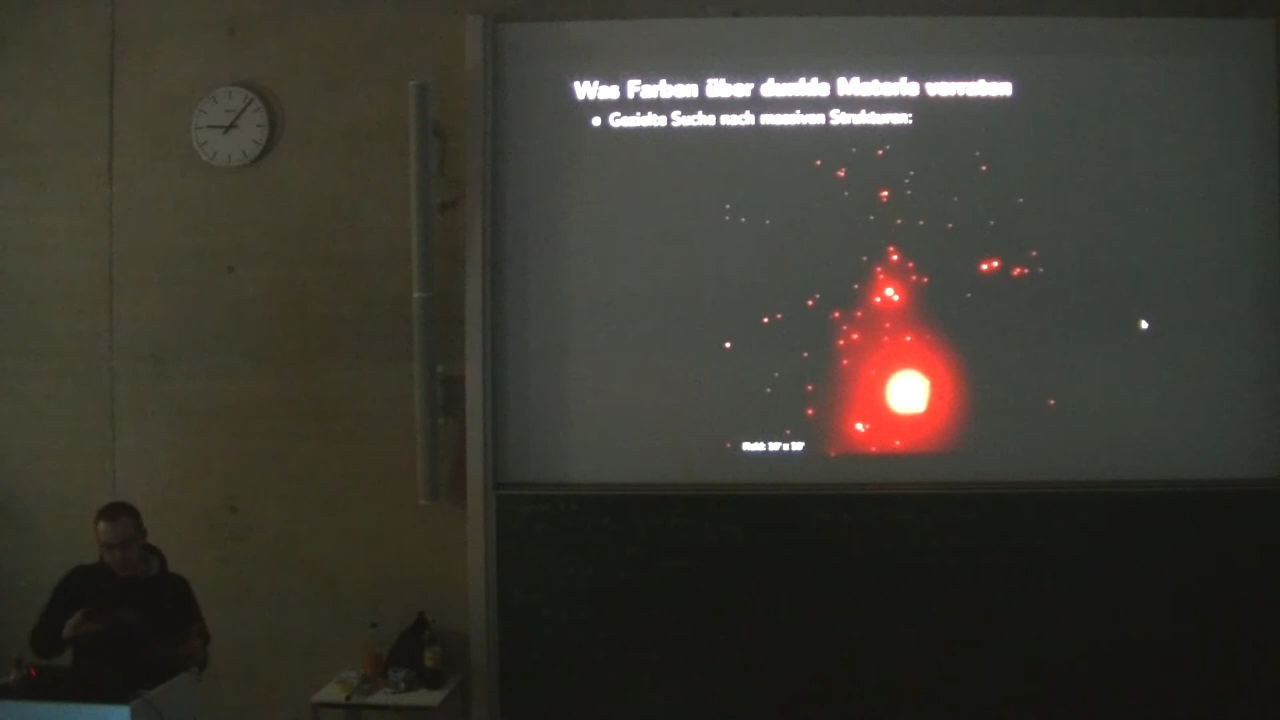 Was Farben über dunkle Materie verraten
• Gezielte Suche nach massiven Strukturen: